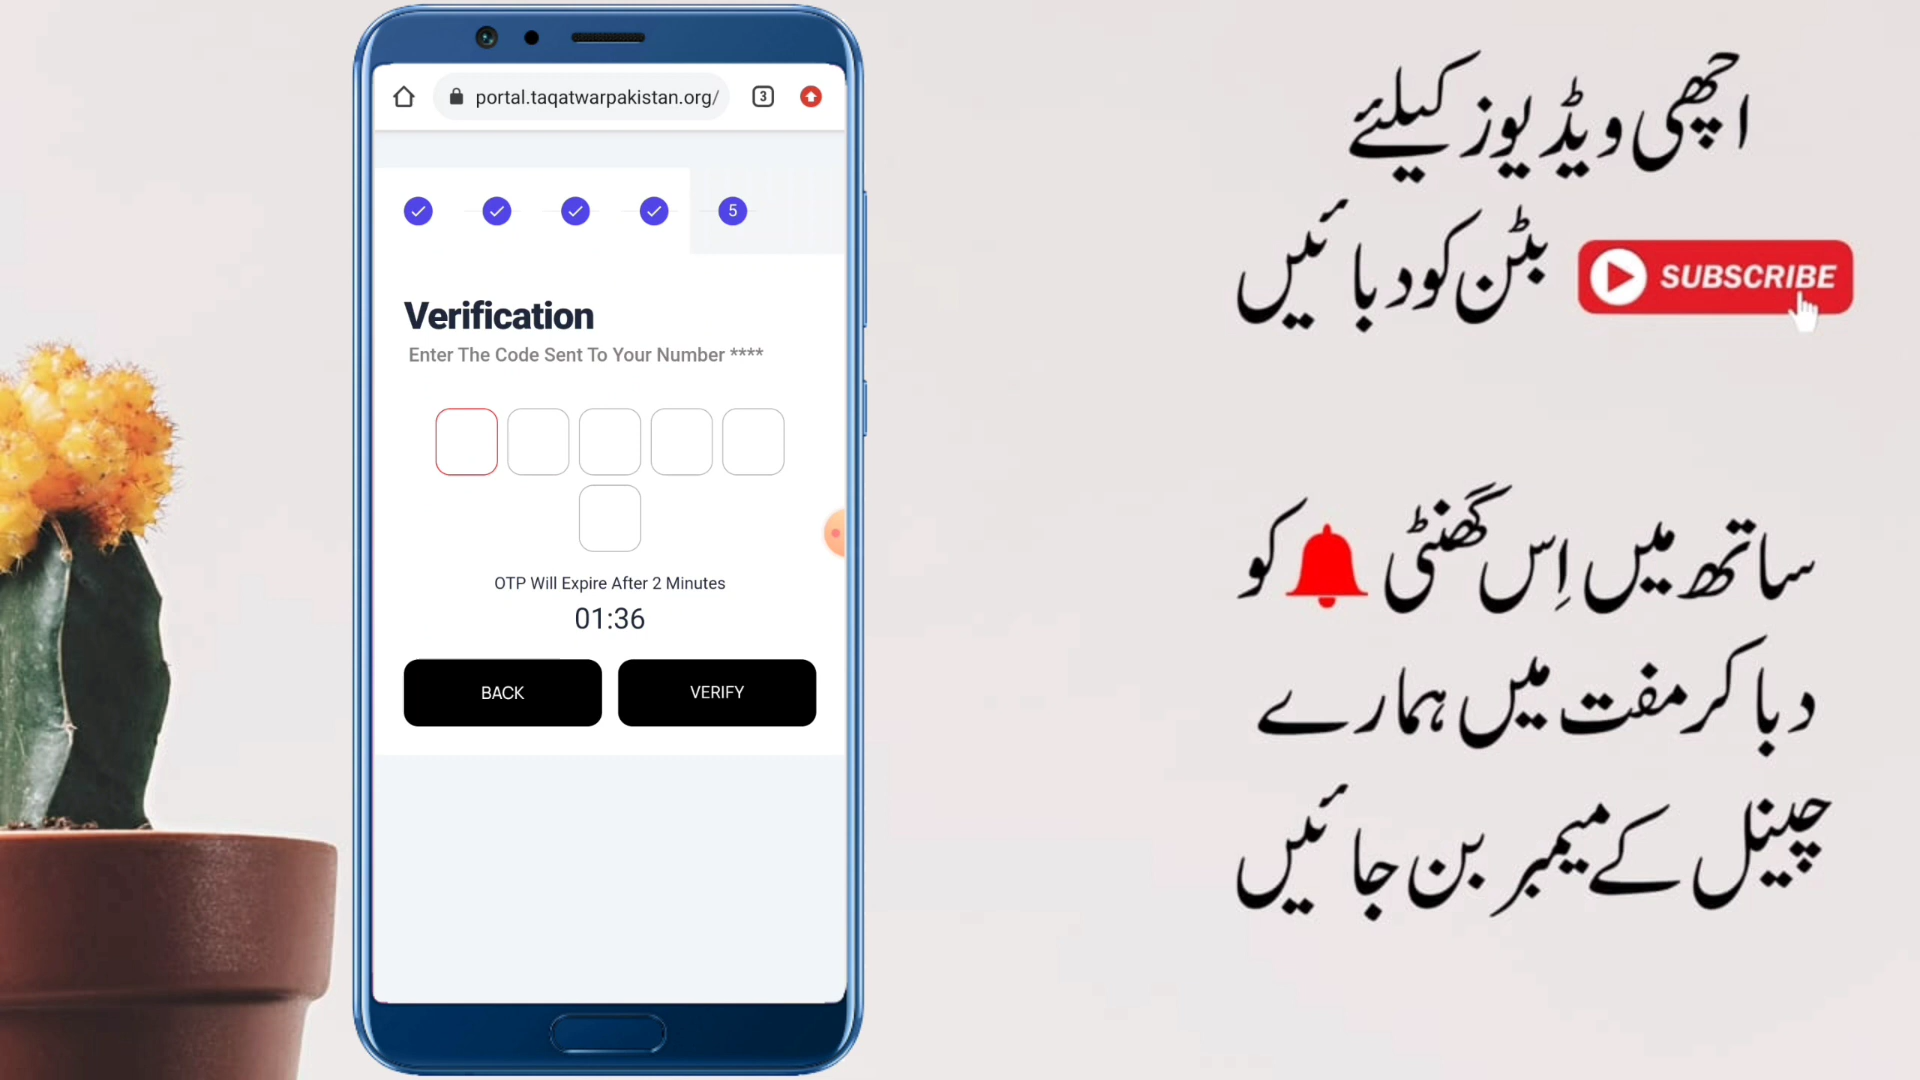 portal.taqatwarpakistan.org/
3
5
Verification
Enter The Code Sent To Your Number ****
OTP Will Expire After 2 Minutes
01:36
BACK
VERIFY
اچھی ویڈیوز کیلئے
SUBSCRIBE بٹن کو دبائیں
ساتھ میں اِس گھنٹی کو
دبا کر مفت میں ہمارے
چینل کے میمبر بن جائیں